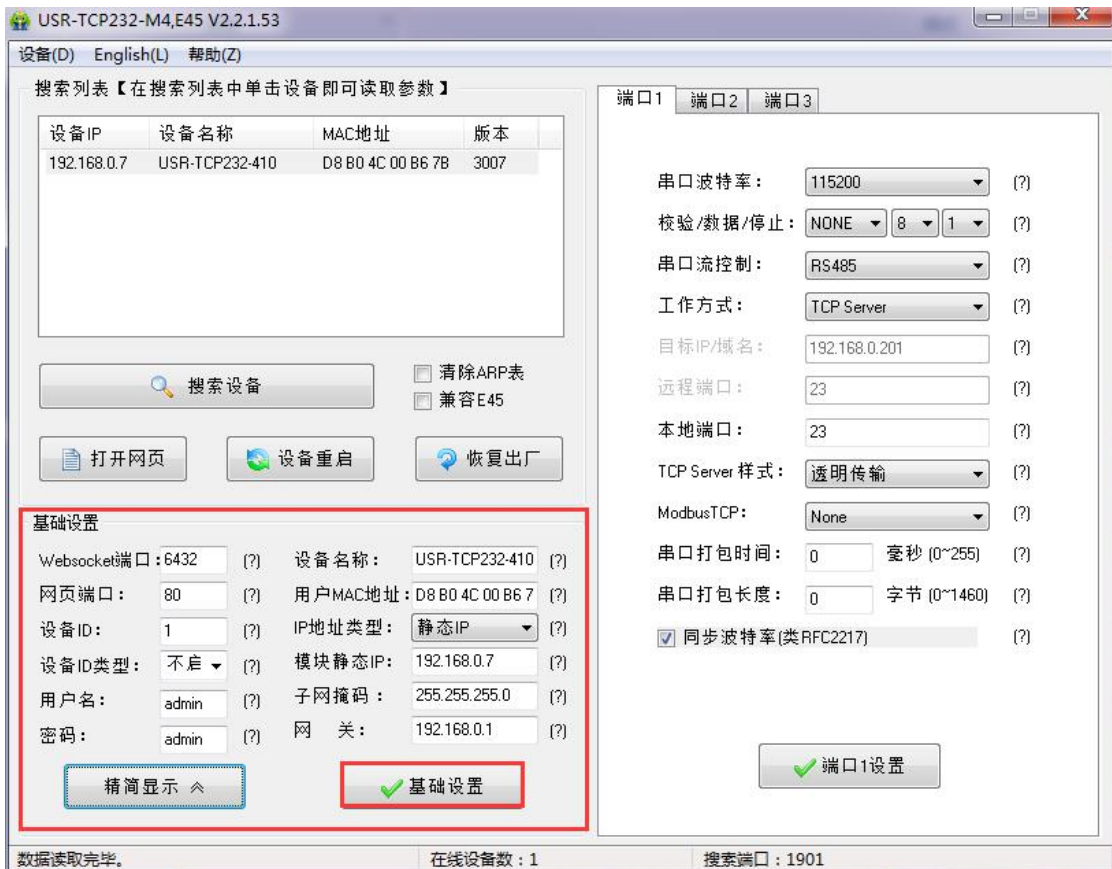 USR-TCP232-M4,E45 V2.2.1.53
设备(D) English(L) 帮助(Z)
搜索列表【在搜索列表中单击设备即可读取参数】
设备IP 设备名称 MAC地址 版本
192.168.0.7 USR-TCP232-410 D8 B0 4C 00 B6 7B 3007
搜索设备
清除ARP表
兼容E45
打开网页 设备重启 恢复出厂
基础设置
Websocket端口: 6432 (?) 设备名称: USR-TCP232-410 (?)
网页端口: 80 (?) 用户MAC地址: D8 B0 4C 00 B6 7 (?)
设备ID: 1 (?) IP地址类型: 静态IP (?)
设备ID类型: 不启 (?) 模块静态IP: 192.168.0.7 (?)
用户名: admin (?) 子网掩码: 255.255.255.0 (?)
密码: admin (?) 网 关: 192.168.0.1 (?)
精简显示 基础设置
端口1 端口2 端口3
串口波特率: 115200 (?)
校验/数据/停止: NONE 8 1 (?)
串口流控制: RS485 (?)
工作方式: TCP Server (?)
目标IP/域名: 192.168.0.201 (?)
远程端口: 23 (?)
本地端口: 23 (?)
TCP Server 样式: 透明传输 (?)
ModbusTCP: None (?)
串口打包时间: 0 毫秒 (0~255) (?)
串口打包长度: 0 字节 (0~1460) (?)
同步波特率(类RFC2217) (?)
端口1设置
数据读取完毕。 在线设备数:1 搜索端口:1901